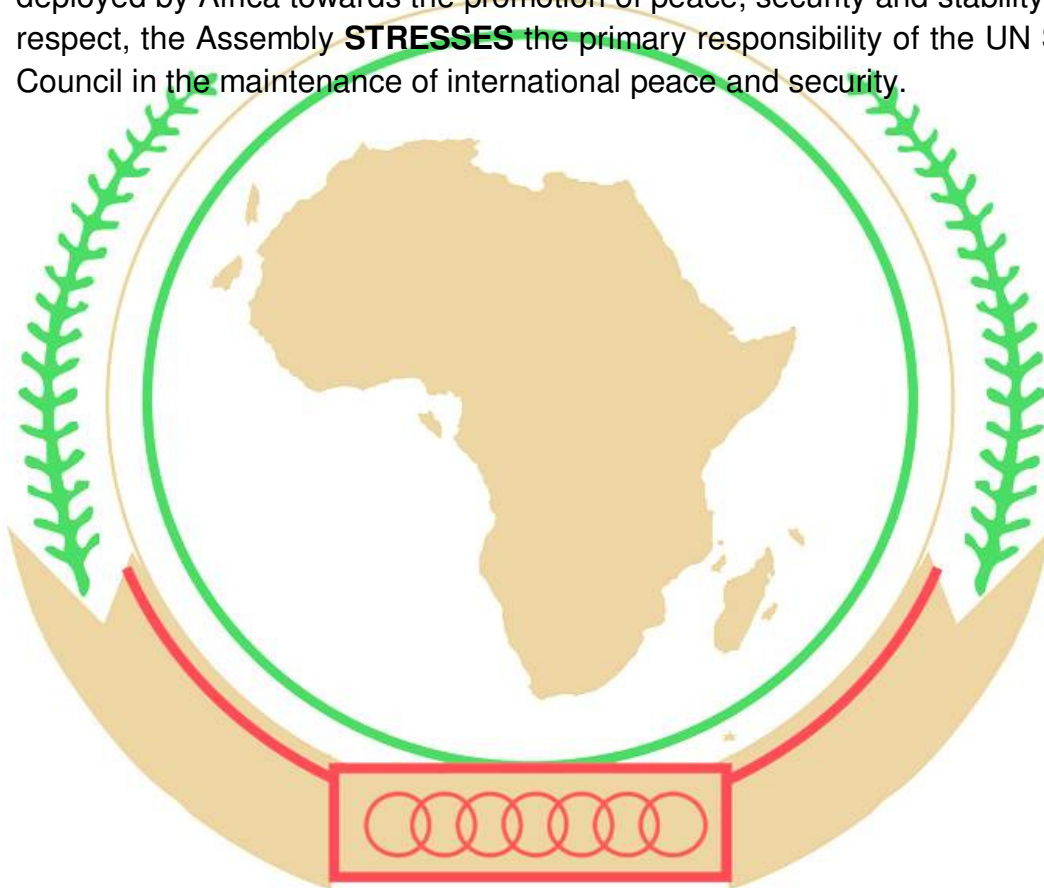 deployed by Africa towards the promotion of peace, security and stability
respect, the Assembly STRESSES the primary responsibility of the UN
Council in the maintenance of international peace and security.